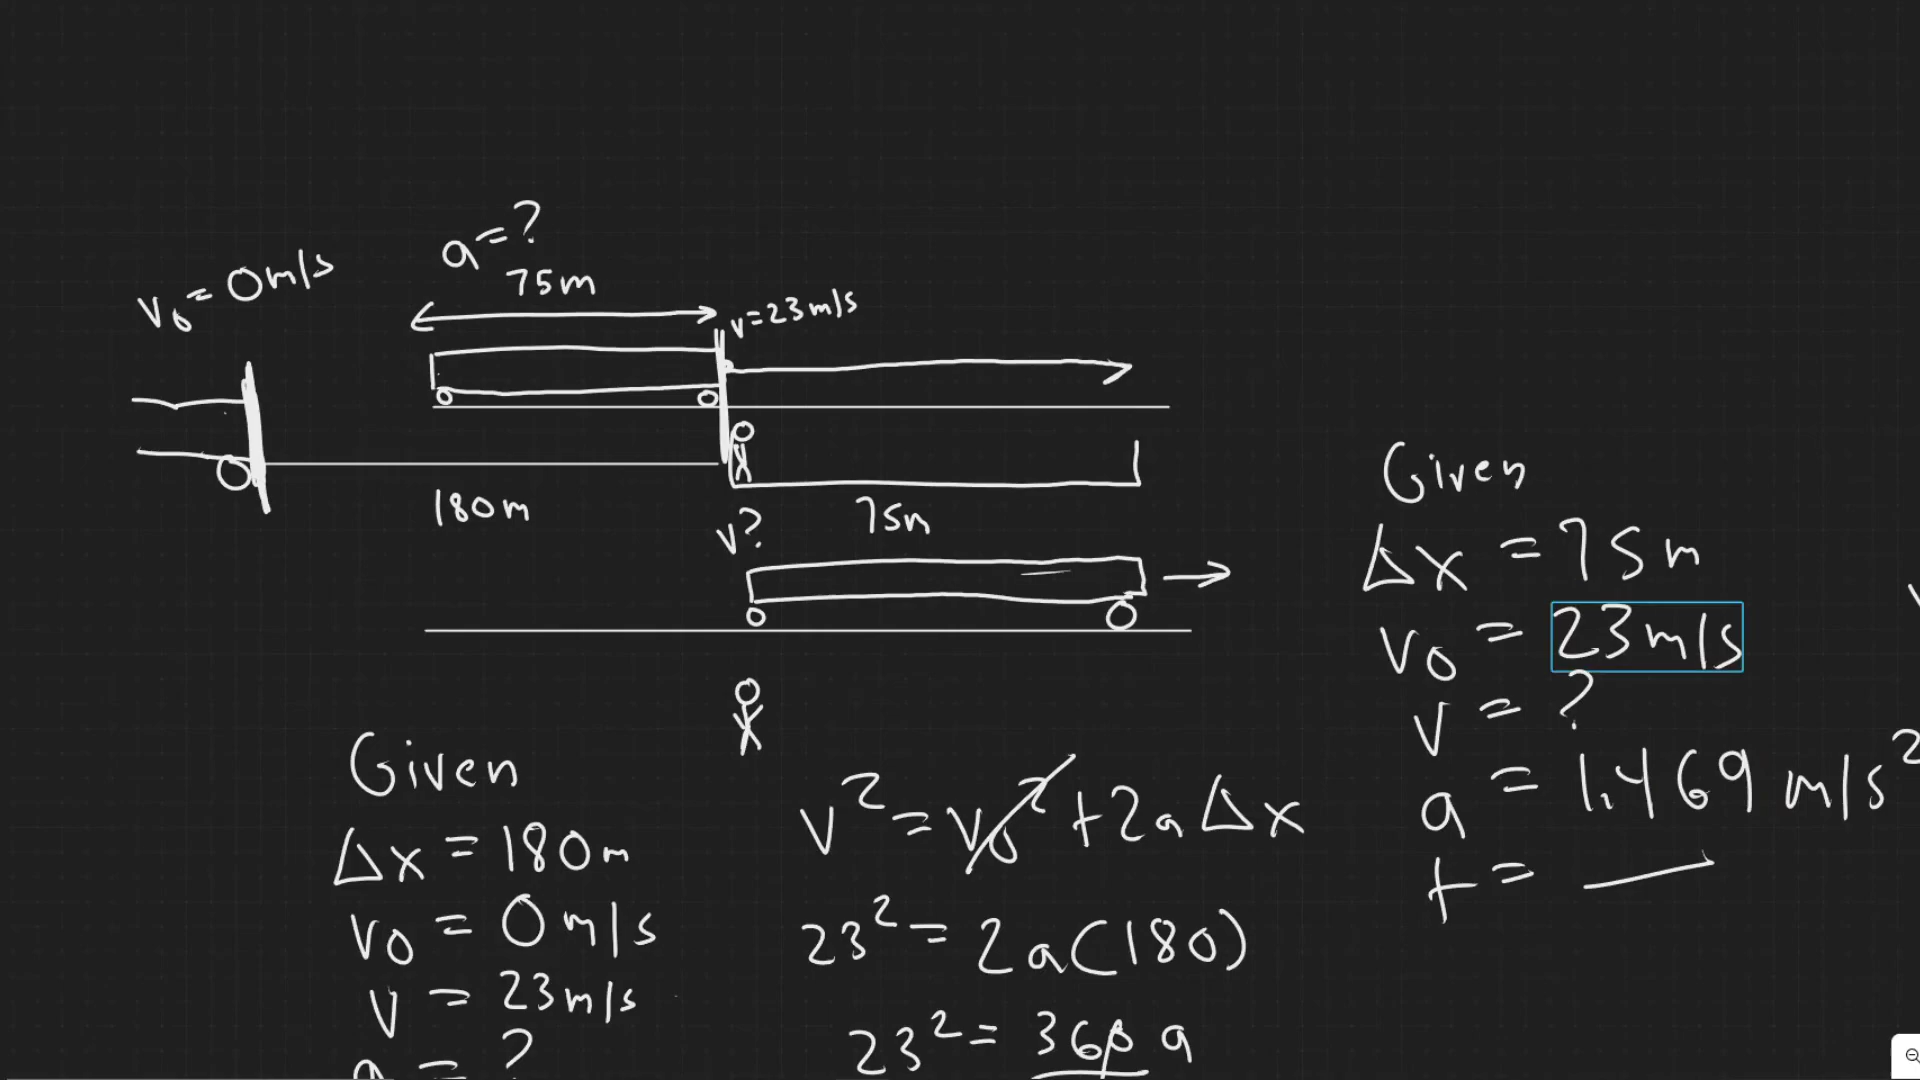 a=?
v₀ = 0m/s
75m
v=23m/s
180m
75m
v?
Given
Δx = 75m
v₀ = 23m/s
v = ?
a = 1.469 m/s²
t = —
Given
Δx = 180m
v₀ = 0m/s
v = 23m/s
a = ?
v² = v₀² + 2aΔx
23² = 2a(180)
23² = 360 a